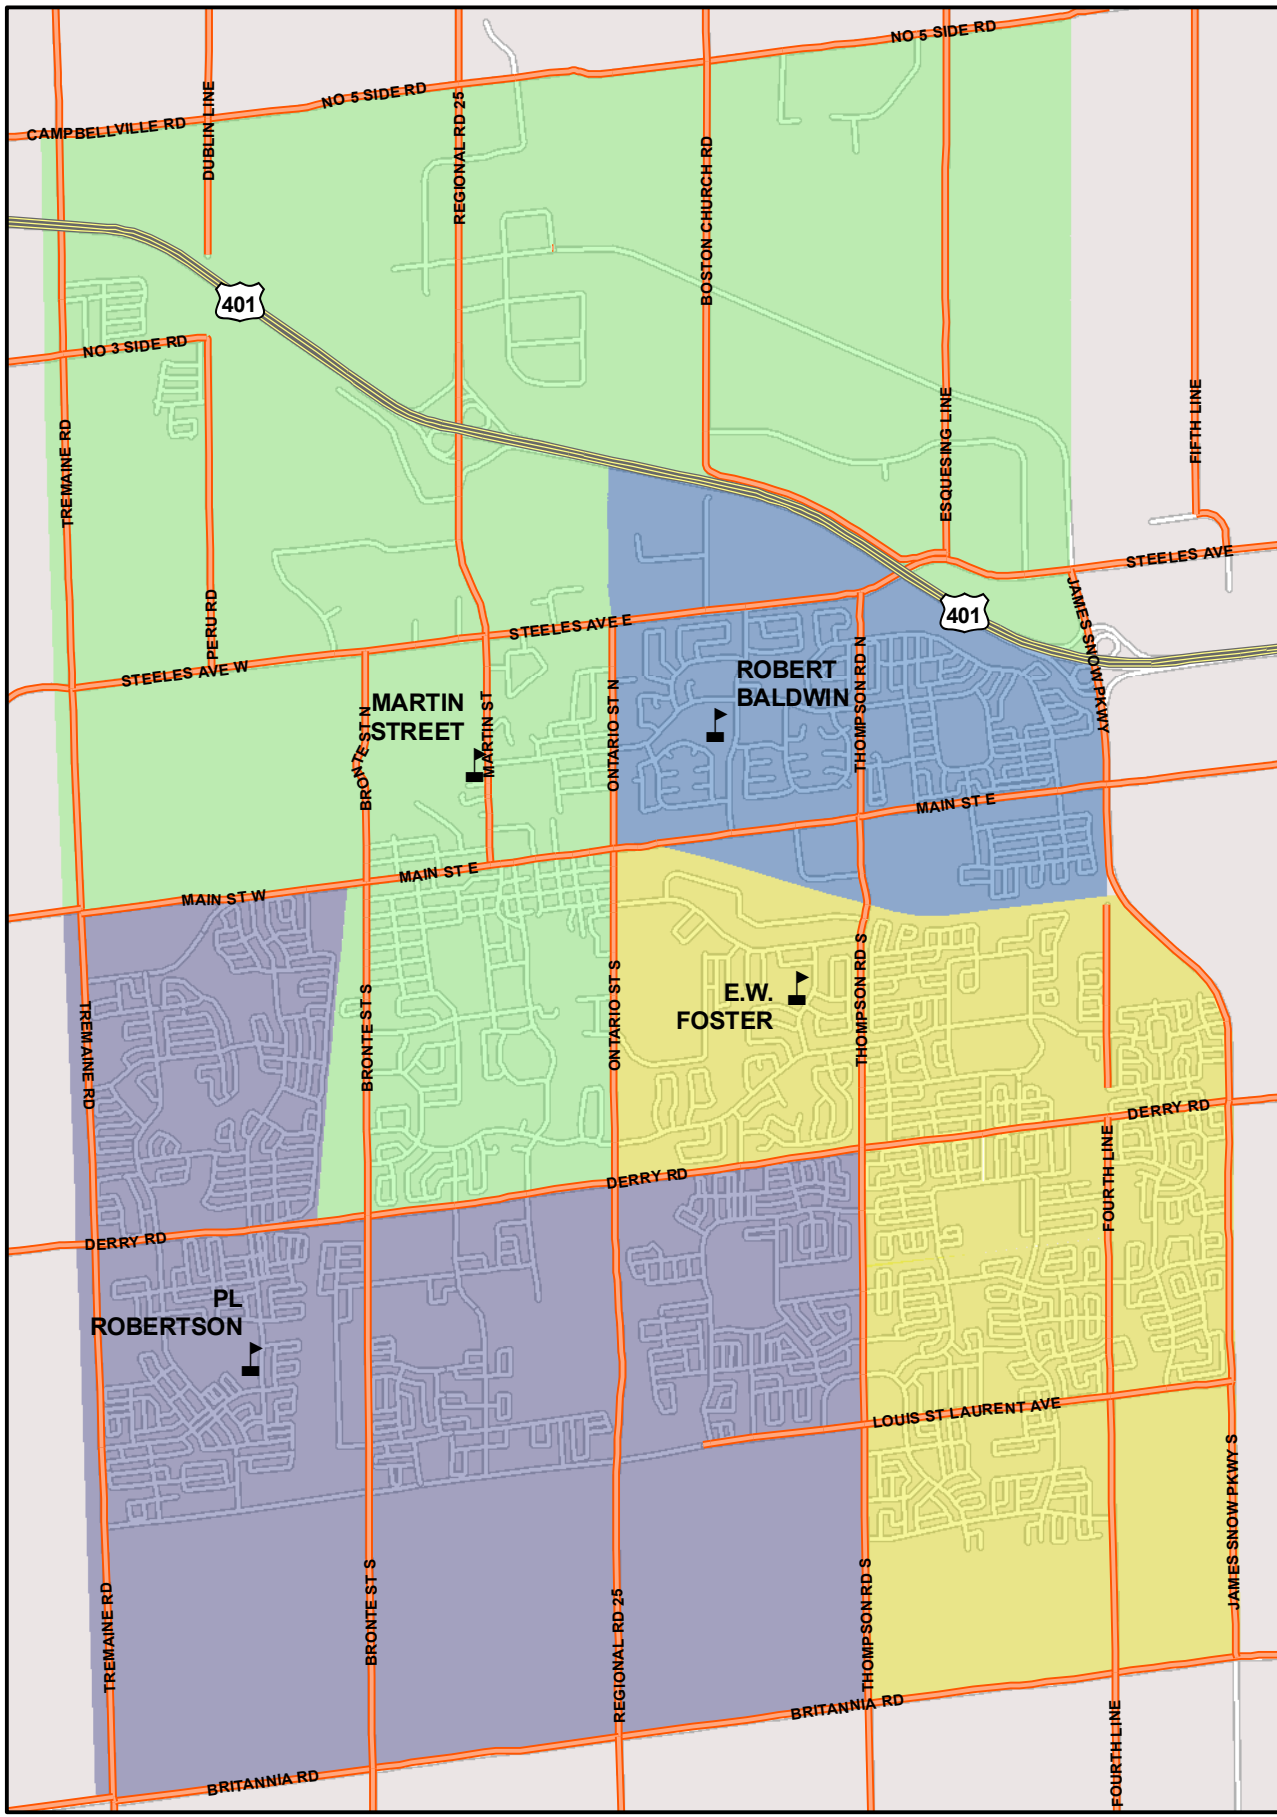 NO 5 SIDE RD
NO 5 SIDE RD
CAMPBELLVILLE RD
DUBLIN LINE
REGIONAL RD 25
BOSTON CHURCH RD
401
NO 3 SIDE RD
TREMAINE RD
ESQUESING LINE
FIFTH LINE
STEELES AVE
PERU RD
401
JAMES SNOW PKWY
STEELES AVE E
STEELES AVE W
MARTIN
STREET
BRONTE ST N
MARTIN ST
ONTARIO ST N
ROBERT
BALDWIN
THOMPSON RD N
MAIN ST E
MAIN ST E
MAIN ST W
TREMAINE RD
BRONTE ST S
ONTARIO ST S
E.W.
FOSTER
THOMPSON RD S
DERRY RD
FOURTH LINE
DERRY RD
DERRY RD
PL
ROBERTSON
LOUIS ST LAURENT AVE
JAMES SNOW PKWY S
TREMAINE RD
BRONTE ST S
REGIONAL RD 25
THOMPSON RD S
BRITANNIA RD
FOURTH LINE
BRITANNIA RD